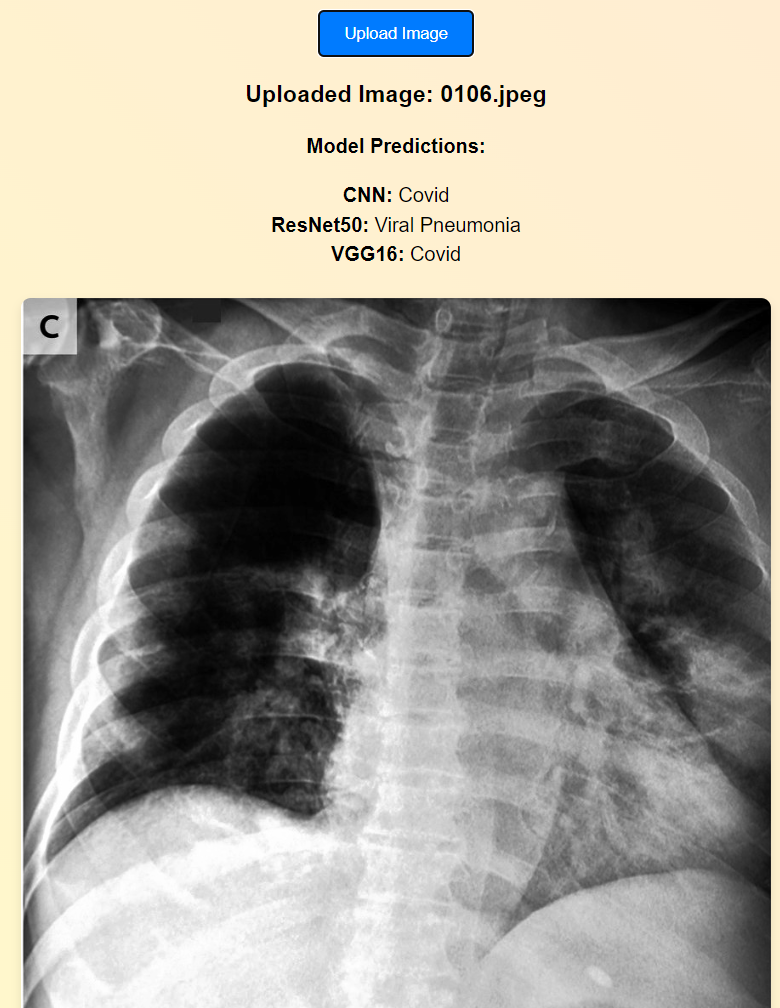 Upload Image
Uploaded Image: 0106.jpeg
Model Predictions:
CNN: Covid
ResNet50: Viral Pneumonia
VGG16: Covid
C